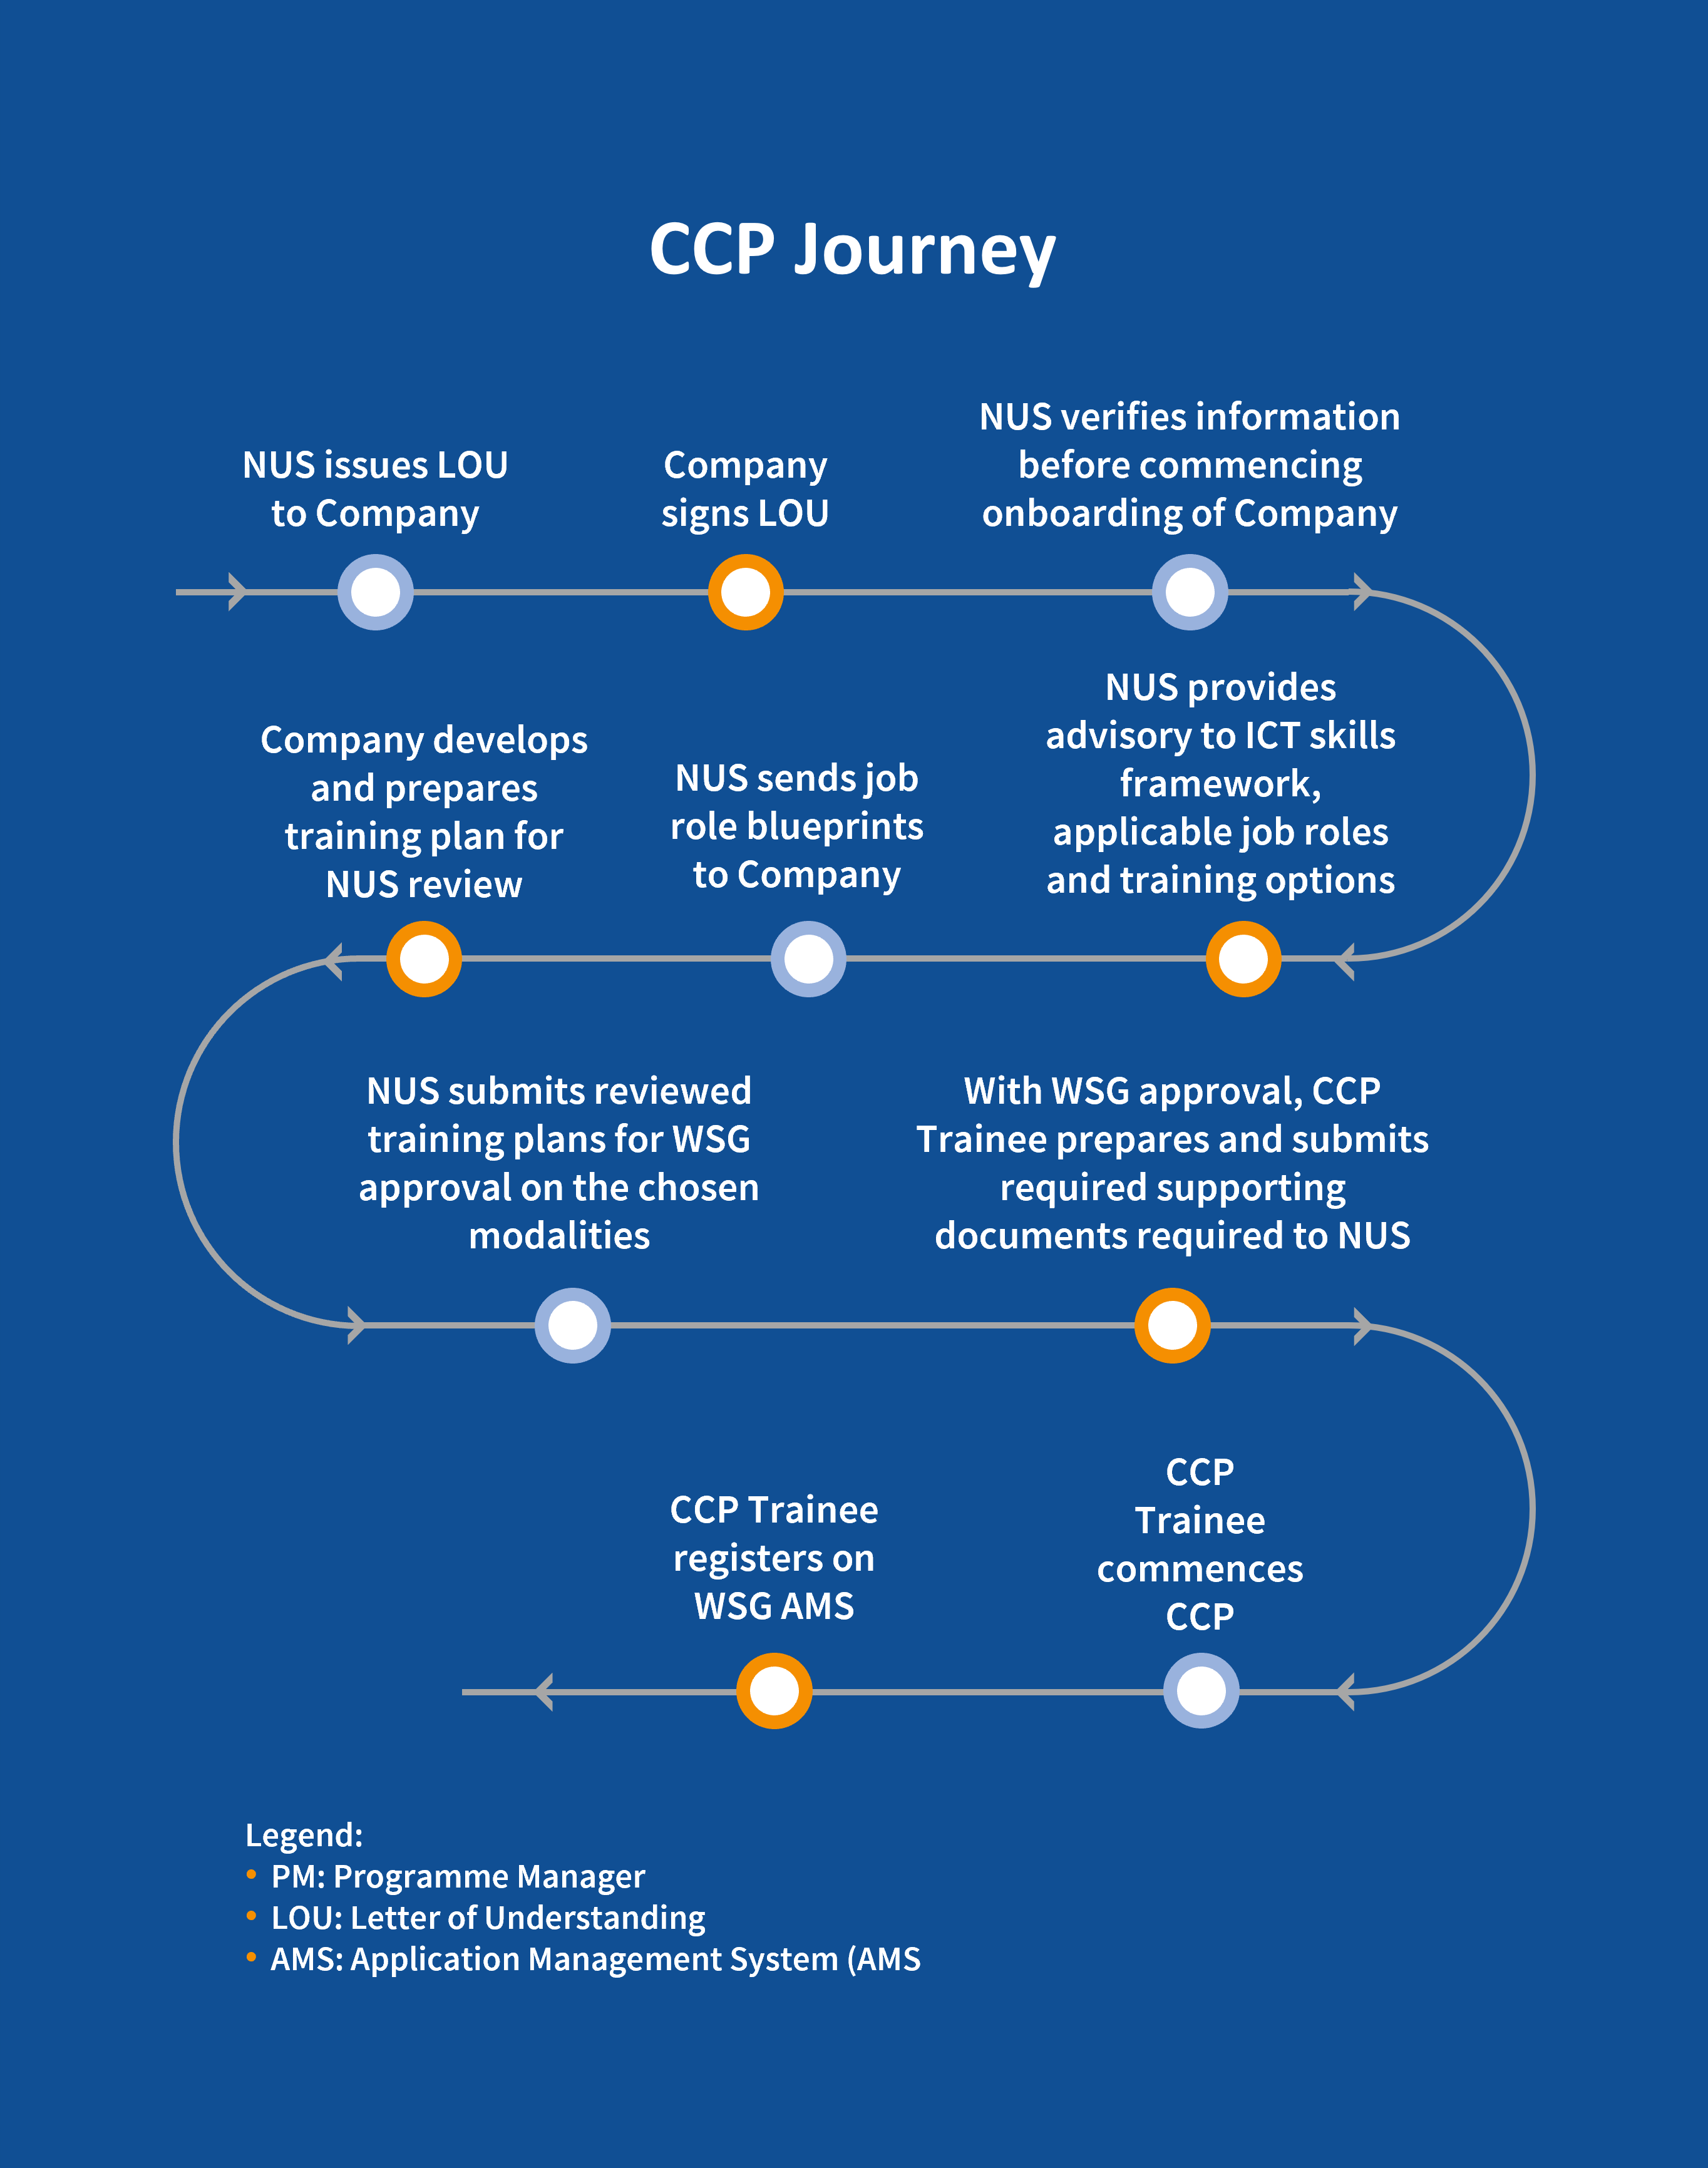 CCP Journey
NUS issues LOU
to Company
Company
signs LOU
NUS verifies information
before commencing
onboarding of Company
NUS provides
advisory to ICT skills
framework,
applicable job roles
and training options
NUS sends job
role blueprints
to Company
Company develops
and prepares
training plan for
NUS review
NUS submits reviewed
training plans for WSG
approval on the chosen
modalities
With WSG approval, CCP
Trainee prepares and submits
required supporting
documents required to NUS
CCP
Trainee
commences
CCP
CCP Trainee
registers on
WSG AMS
Legend:
• PM: Programme Manager
• LOU: Letter of Understanding
• AMS: Application Management System (AMS